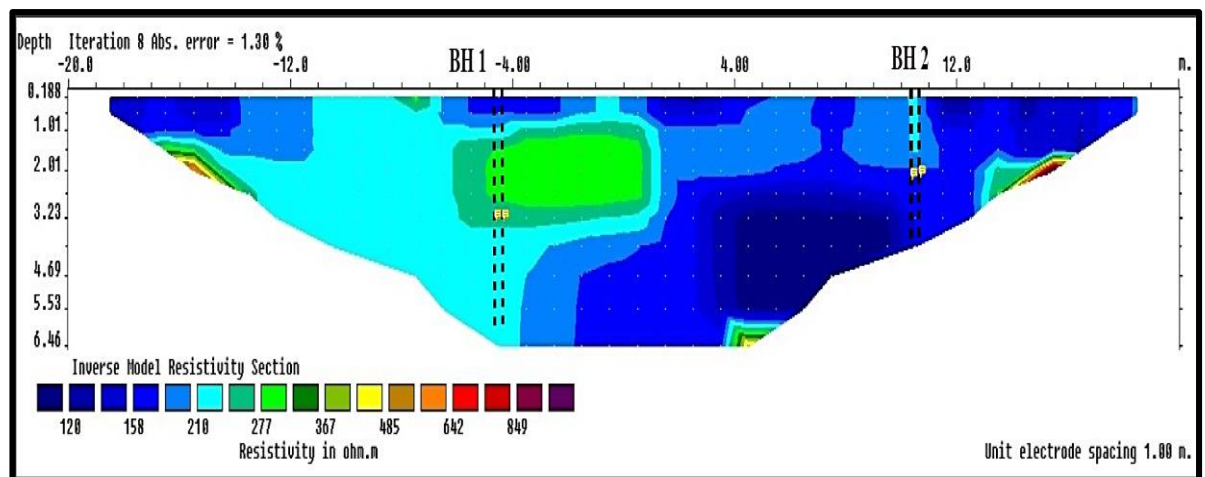 Depth Iteration 8 Abs. error = 1.30 %
-20.0 -12.0 BH 1 -4.00 4.00 BH 2 12.0 m.
0.188
1.01
2.01
3.23
4.69
5.53
6.46
Inverse Model Resistivity Section
120 158 210 277 367 485 642 849
Resistivity in ohm.m
Unit electrode spacing 1.00 m.